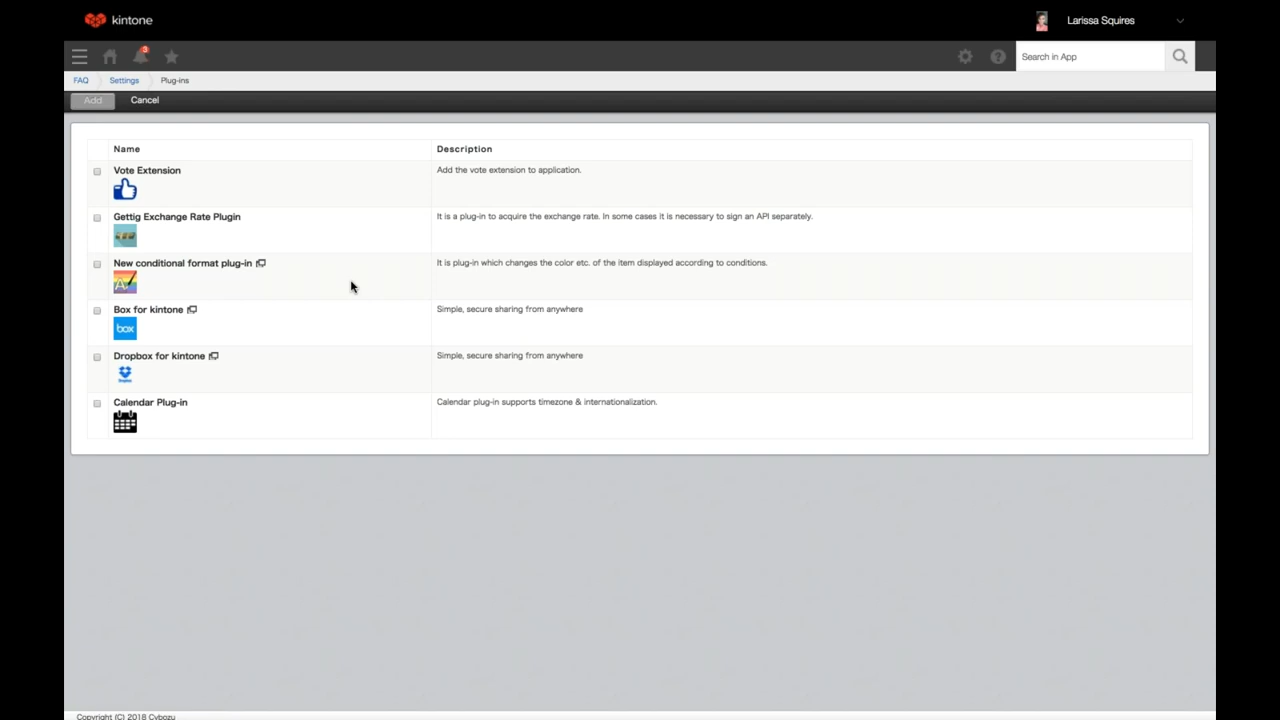 kintone
Larissa Squires
3
Search in App
FAQ Settings Plug-ins
Add Cancel
Name Description
Vote Extension Add the vote extension to application.
Gettig Exchange Rate Plugin It is a plug-in to acquire the exchange rate. In some cases it is necessary to sign an API separately.
New conditional format plug-in It is plug-in which changes the color etc. of the item displayed according to conditions.
Box for kintone Simple, secure sharing from anywhere
box
Dropbox for kintone Simple, secure sharing from anywhere
Calendar Plug-in Calendar plug-in supports timezone & internationalization.
Copyright (C) 2018 Cybozu